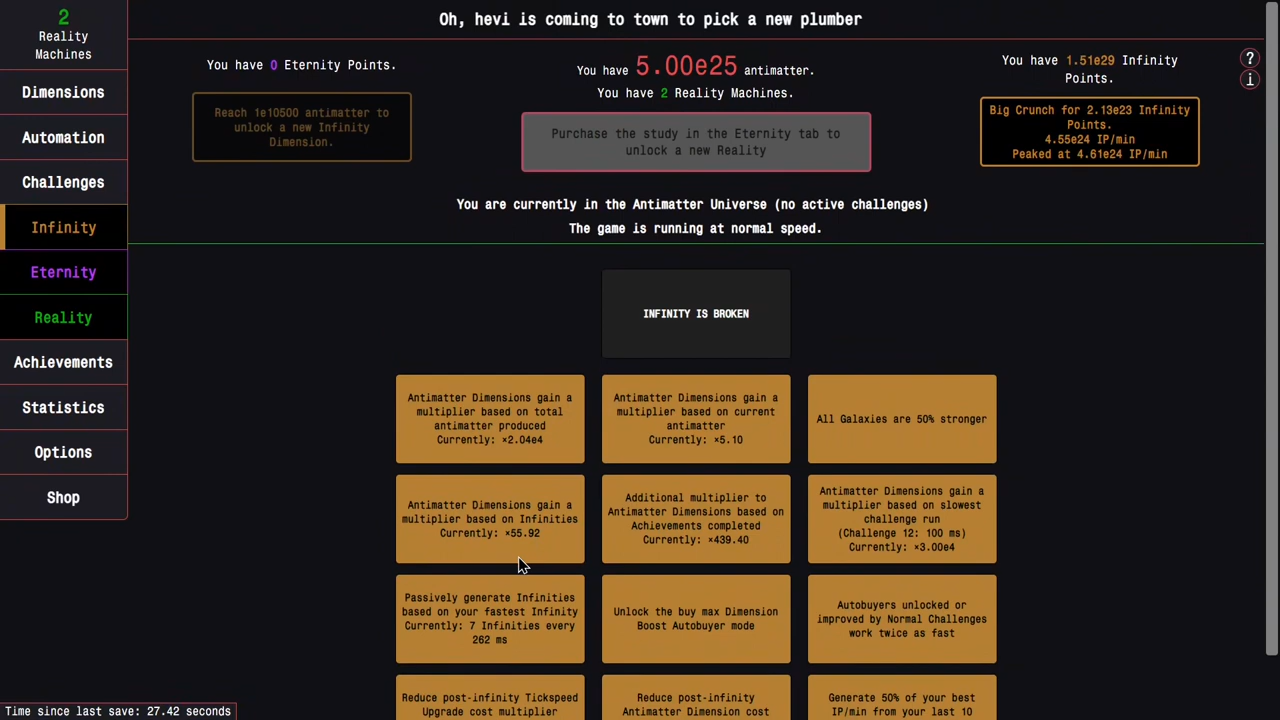 2
Reality
Machines
Dimensions
Automation
Challenges
Infinity
Eternity
Reality
Achievements
Statistics
Options
Shop
Oh, hevi is coming to town to pick a new plumber
You have 0 Eternity Points.
Reach 1e10500 antimatter to
unlock a new Infinity
Dimension.
You have 5.00e25 antimatter.
You have 2 Reality Machines.
Purchase the study in the Eternity tab to
unlock a new Reality
You have 1.51e29 Infinity
Points.
Big Crunch for 2.13e23 Infinity
Points.
4.55e24 IP/min
Peaked at 4.61e24 IP/min
?
i
You are currently in the Antimatter Universe (no active challenges)
The game is running at normal speed.
INFINITY IS BROKEN
Antimatter Dimensions gain a
multiplier based on total
antimatter produced
Currently: ×2.04e4
Antimatter Dimensions gain a
multiplier based on current
antimatter
Currently: ×5.10
All Galaxies are 50% stronger
Antimatter Dimensions gain a
multiplier based on Infinities
Currently: ×55.92
Additional multiplier to
Antimatter Dimensions based on
Achievements completed
Currently: ×439.40
Antimatter Dimensions gain a
multiplier based on slowest
challenge run
(Challenge 12: 100 ms)
Currently: ×3.00e4
Passively generate Infinities
based on your fastest Infinity
Currently: 7 Infinities every
262 ms
Unlock the buy max Dimension
Boost Autobuyer mode
Autobuyers unlocked or
improved by Normal Challenges
work twice as fast
Reduce post-infinity Tickspeed
Upgrade cost multiplier
Reduce post-infinity
Antimatter Dimension cost
Generate 50% of your best
IP/min from your last 10
Time since last save: 27.42 seconds